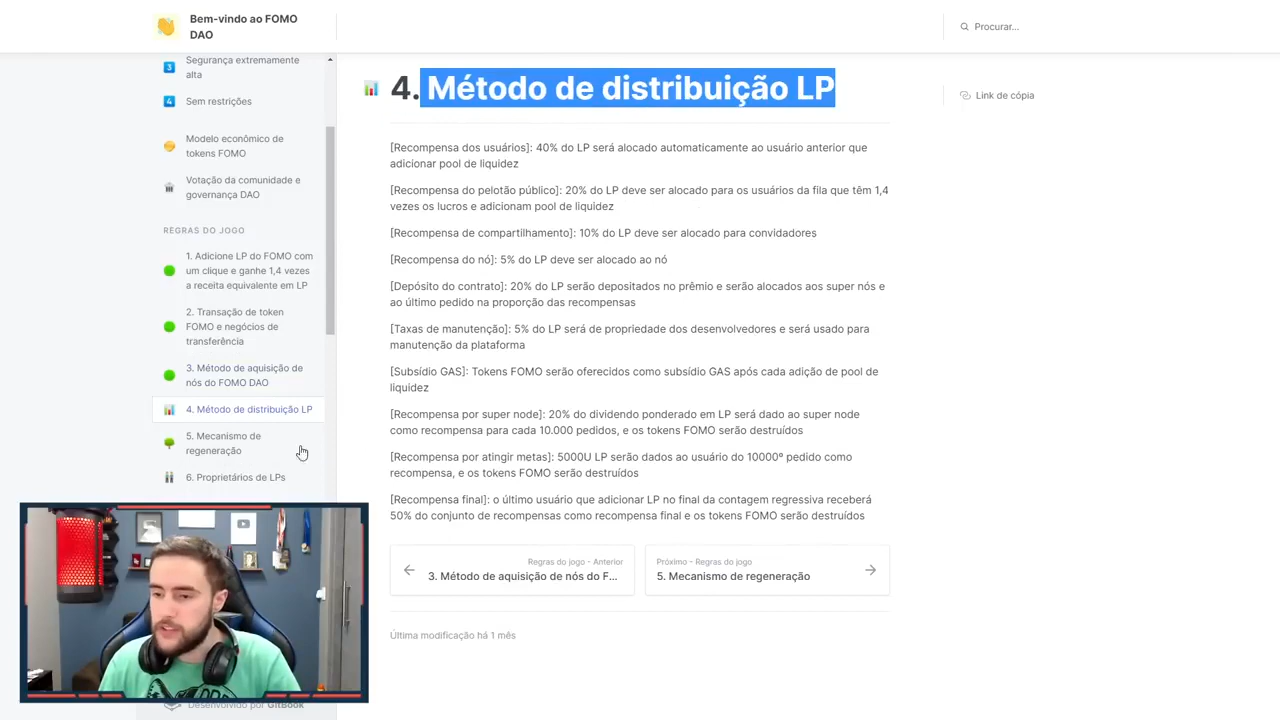 Bem-vindo ao FOMO
DAO
Procurar...
Segurança extremamente
alta
Sem restrições
Modelo econômico de
tokens FOMO
Votação da comunidade e
governança DAO
REGRAS DO JOGO
1. Adicione LP do FOMO com
um clique e ganhe 1,4 vezes
a receita equivalente em LP
2. Transação de token
FOMO e negócios de
transferência
3. Método de aquisição de
nós do FOMO DAO
4. Método de distribuição LP
5. Mecanismo de
regeneração
6. Proprietários de LPs
Desenvolvido por GitBook
4. Método de distribuição LP
[Recompensa dos usuários]: 40% do LP será alocado automaticamente ao usuário anterior que
adicionar pool de liquidez
[Recompensa do pelotão público]: 20% do LP deve ser alocado para os usuários da fila que têm 1,4
vezes os lucros e adicionam pool de liquidez
[Recompensa de compartilhamento]: 10% do LP deve ser alocado para convidadores
[Recompensa do nó]: 5% do LP deve ser alocado ao nó
[Depósito do contrato]: 20% do LP serão depositados no prêmio e serão alocados aos super nós e
ao último pedido na proporção das recompensas
[Taxas de manutenção]: 5% do LP será de propriedade dos desenvolvedores e será usado para
manutenção da plataforma
[Subsídio GAS]: Tokens FOMO serão oferecidos como subsídio GAS após cada adição de pool de
liquidez
[Recompensa por super node]: 20% do dividendo ponderado em LP será dado ao super node
como recompensa para cada 10.000 pedidos, e os tokens FOMO serão destruídos
[Recompensa por atingir metas]: 5000U LP serão dados ao usuário do 10000º pedido como
recompensa, e os tokens FOMO serão destruídos
[Recompensa final]: o último usuário que adicionar LP no final da contagem regressiva receberá
50% do conjunto de recompensas como recompensa final e os tokens FOMO serão destruídos
Regras do jogo - Anterior
3. Método de aquisição de nós do F...
Próximo - Regras do jogo
5. Mecanismo de regeneração
Última modificação há 1 mês
Link de cópia